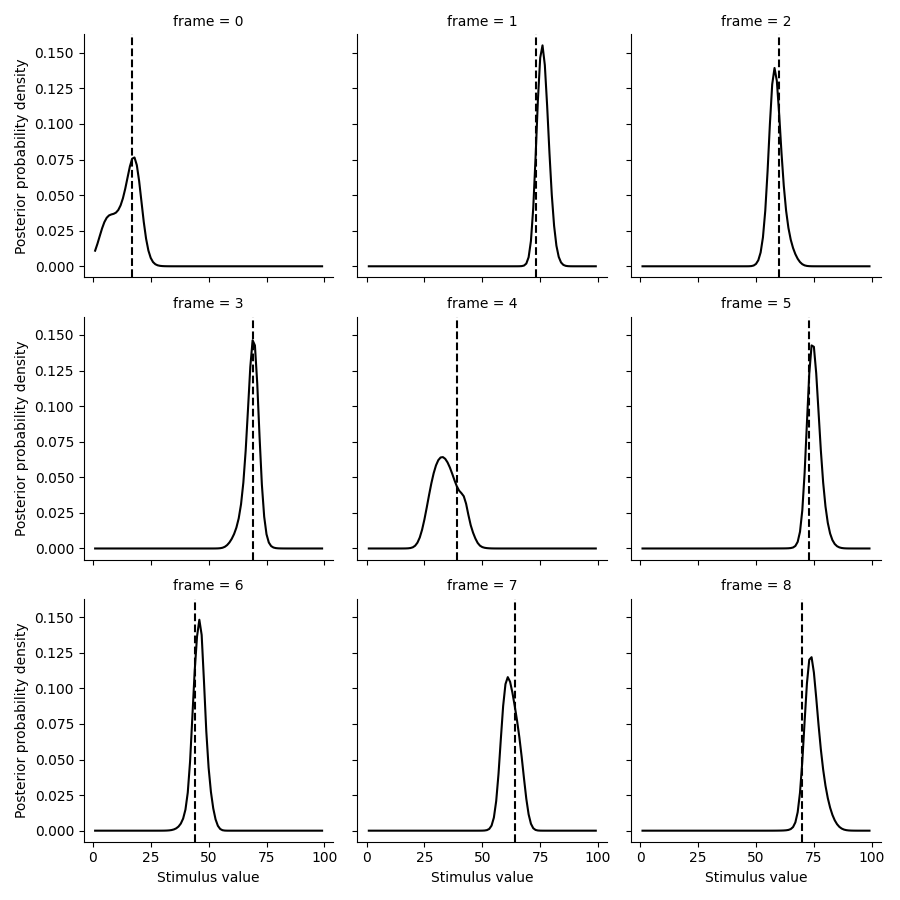 frame = 0
frame = 1
frame = 2
0.150
0.125
0.100
0.075
0.050
0.025
0.000
Posterior probability density
frame = 3
frame = 4
frame = 5
0.150
0.125
0.100
0.075
0.050
0.025
0.000
Posterior probability density
frame = 6
frame = 7
frame = 8
0.150
0.125
0.100
0.075
0.050
0.025
0.000
Posterior probability density
0 25 50 75 100
0 25 50 75 100
0 25 50 75 100
Stimulus value
Stimulus value
Stimulus value